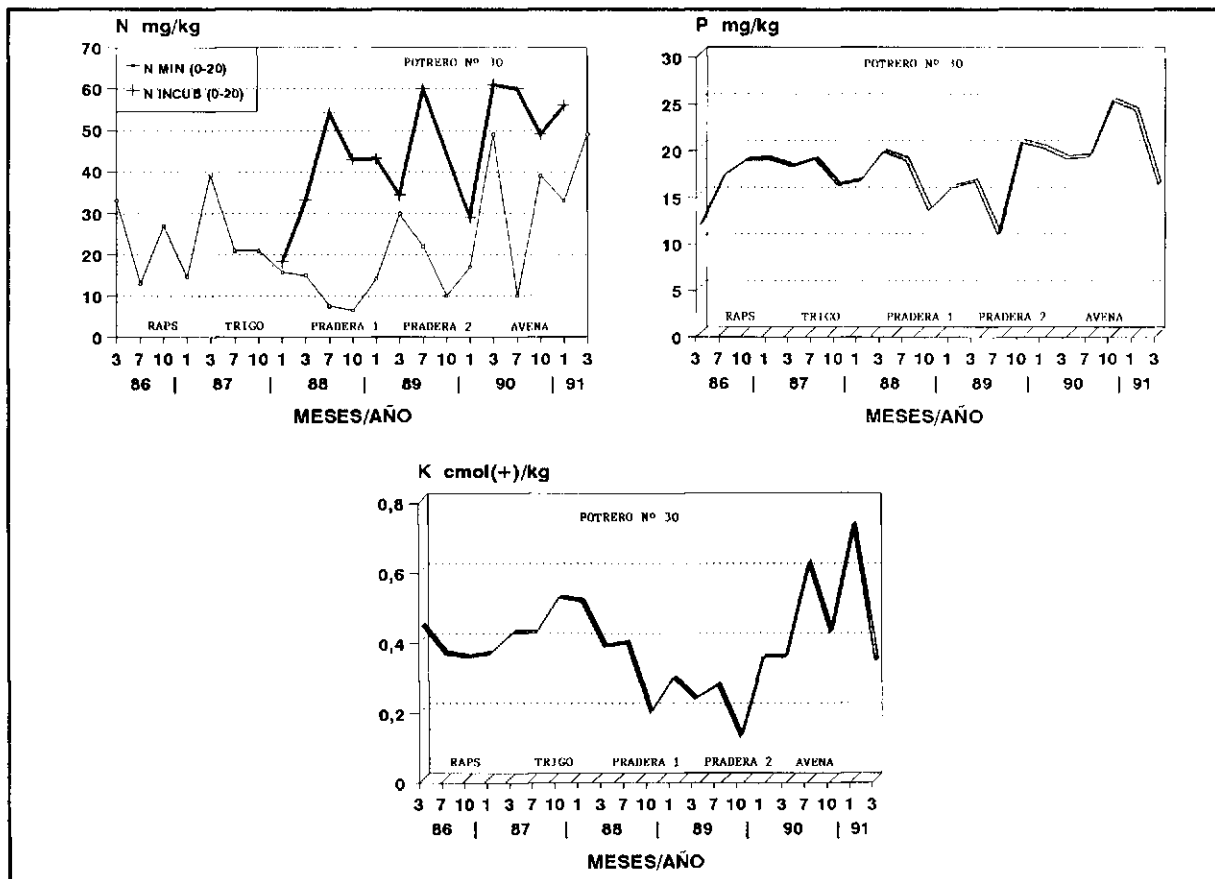 N mg/kg
70
60
50
40
30
20
10
0
N MIN (0-20)
N INCUB (0-20)
POTRERO Nº 30
RAPS TRIGO PRADERA 1 PRADERA 2 AVENA
3 7 10 1 3 7 10 1 3 7 10 1 3 7 10 1 3 7 10 1 3
86 | 87 | 88 | 89 | 90 | 91
MESES/AÑO
P mg/kg
30
25
20
15
10
5
0
POTRERO Nº 30
RAPS TRIGO PRADERA 1 PRADERA 2 AVENA
3 7 10 1 3 7 10 1 3 7 10 1 3 7 10 1 3 7 10 1 3
86 | 87 | 88 | 89 | 90 | 91
MESES/AÑO
K cmol(+)/kg
0,8
0,6
0,4
0,2
0
POTRERO Nº 30
RAPS TRIGO PRADERA 1 PRADERA 2 AVENA
3 7 10 1 3 7 10 1 3 7 10 1 3 7 10 1 3 7 10 1 3
86 | 87 | 88 | 89 | 90 | 91
MESES/AÑO